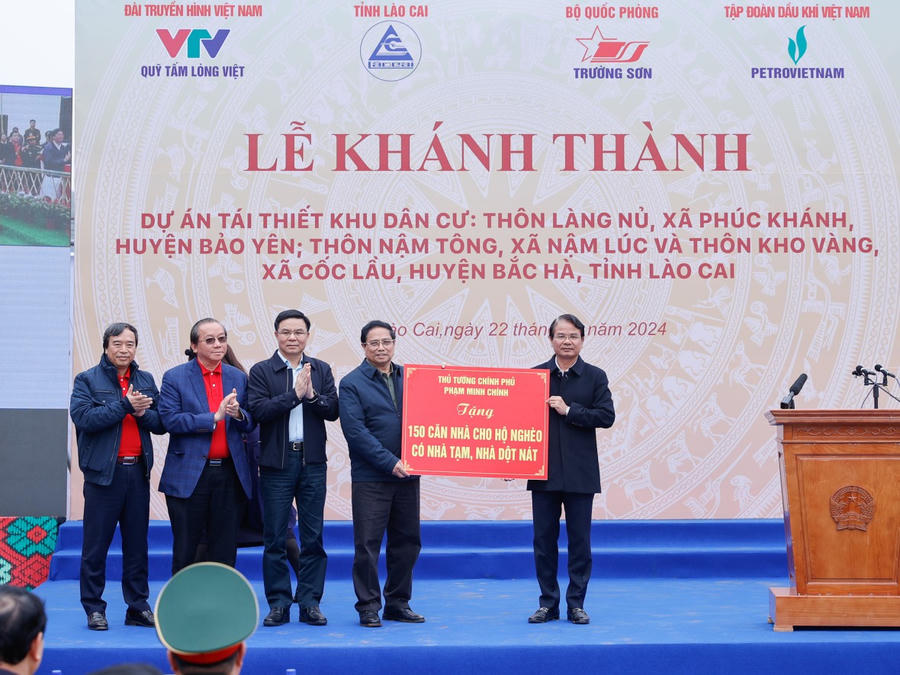 ĐÀI TRUYỀN HÌNH VIỆT NAM
VTV
QUỸ TẤM LÒNG VIỆT
TỈNH LÀO CAI
BỘ QUỐC PHÒNG
TRƯỜNG SƠN
TẬP ĐOÀN DẦU KHÍ VIỆT NAM
PETROVIETNAM
LỄ KHÁNH THÀNH
DỰ ÁN TÁI THIẾT KHU DÂN CƯ: THÔN LÀNG NỦ, XÃ PHÚC KHÁNH,
HUYỆN BẢO YÊN; THÔN NẬM TÔNG, XÃ NẬM LÚC VÀ THÔN KHO VÀNG,
XÃ CỐC LẦU, HUYỆN BẮC HÀ, TỈNH LÀO CAI
Cai, ngày 22 năm 2024
THỦ TƯỚNG CHÍNH PHỦ
PHẠM MINH CHÍNH
Tặng
150 CĂN NHÀ CHO HỘ NGHÈO
CÓ NHÀ TẠM, NHÀ DỘT NÁT